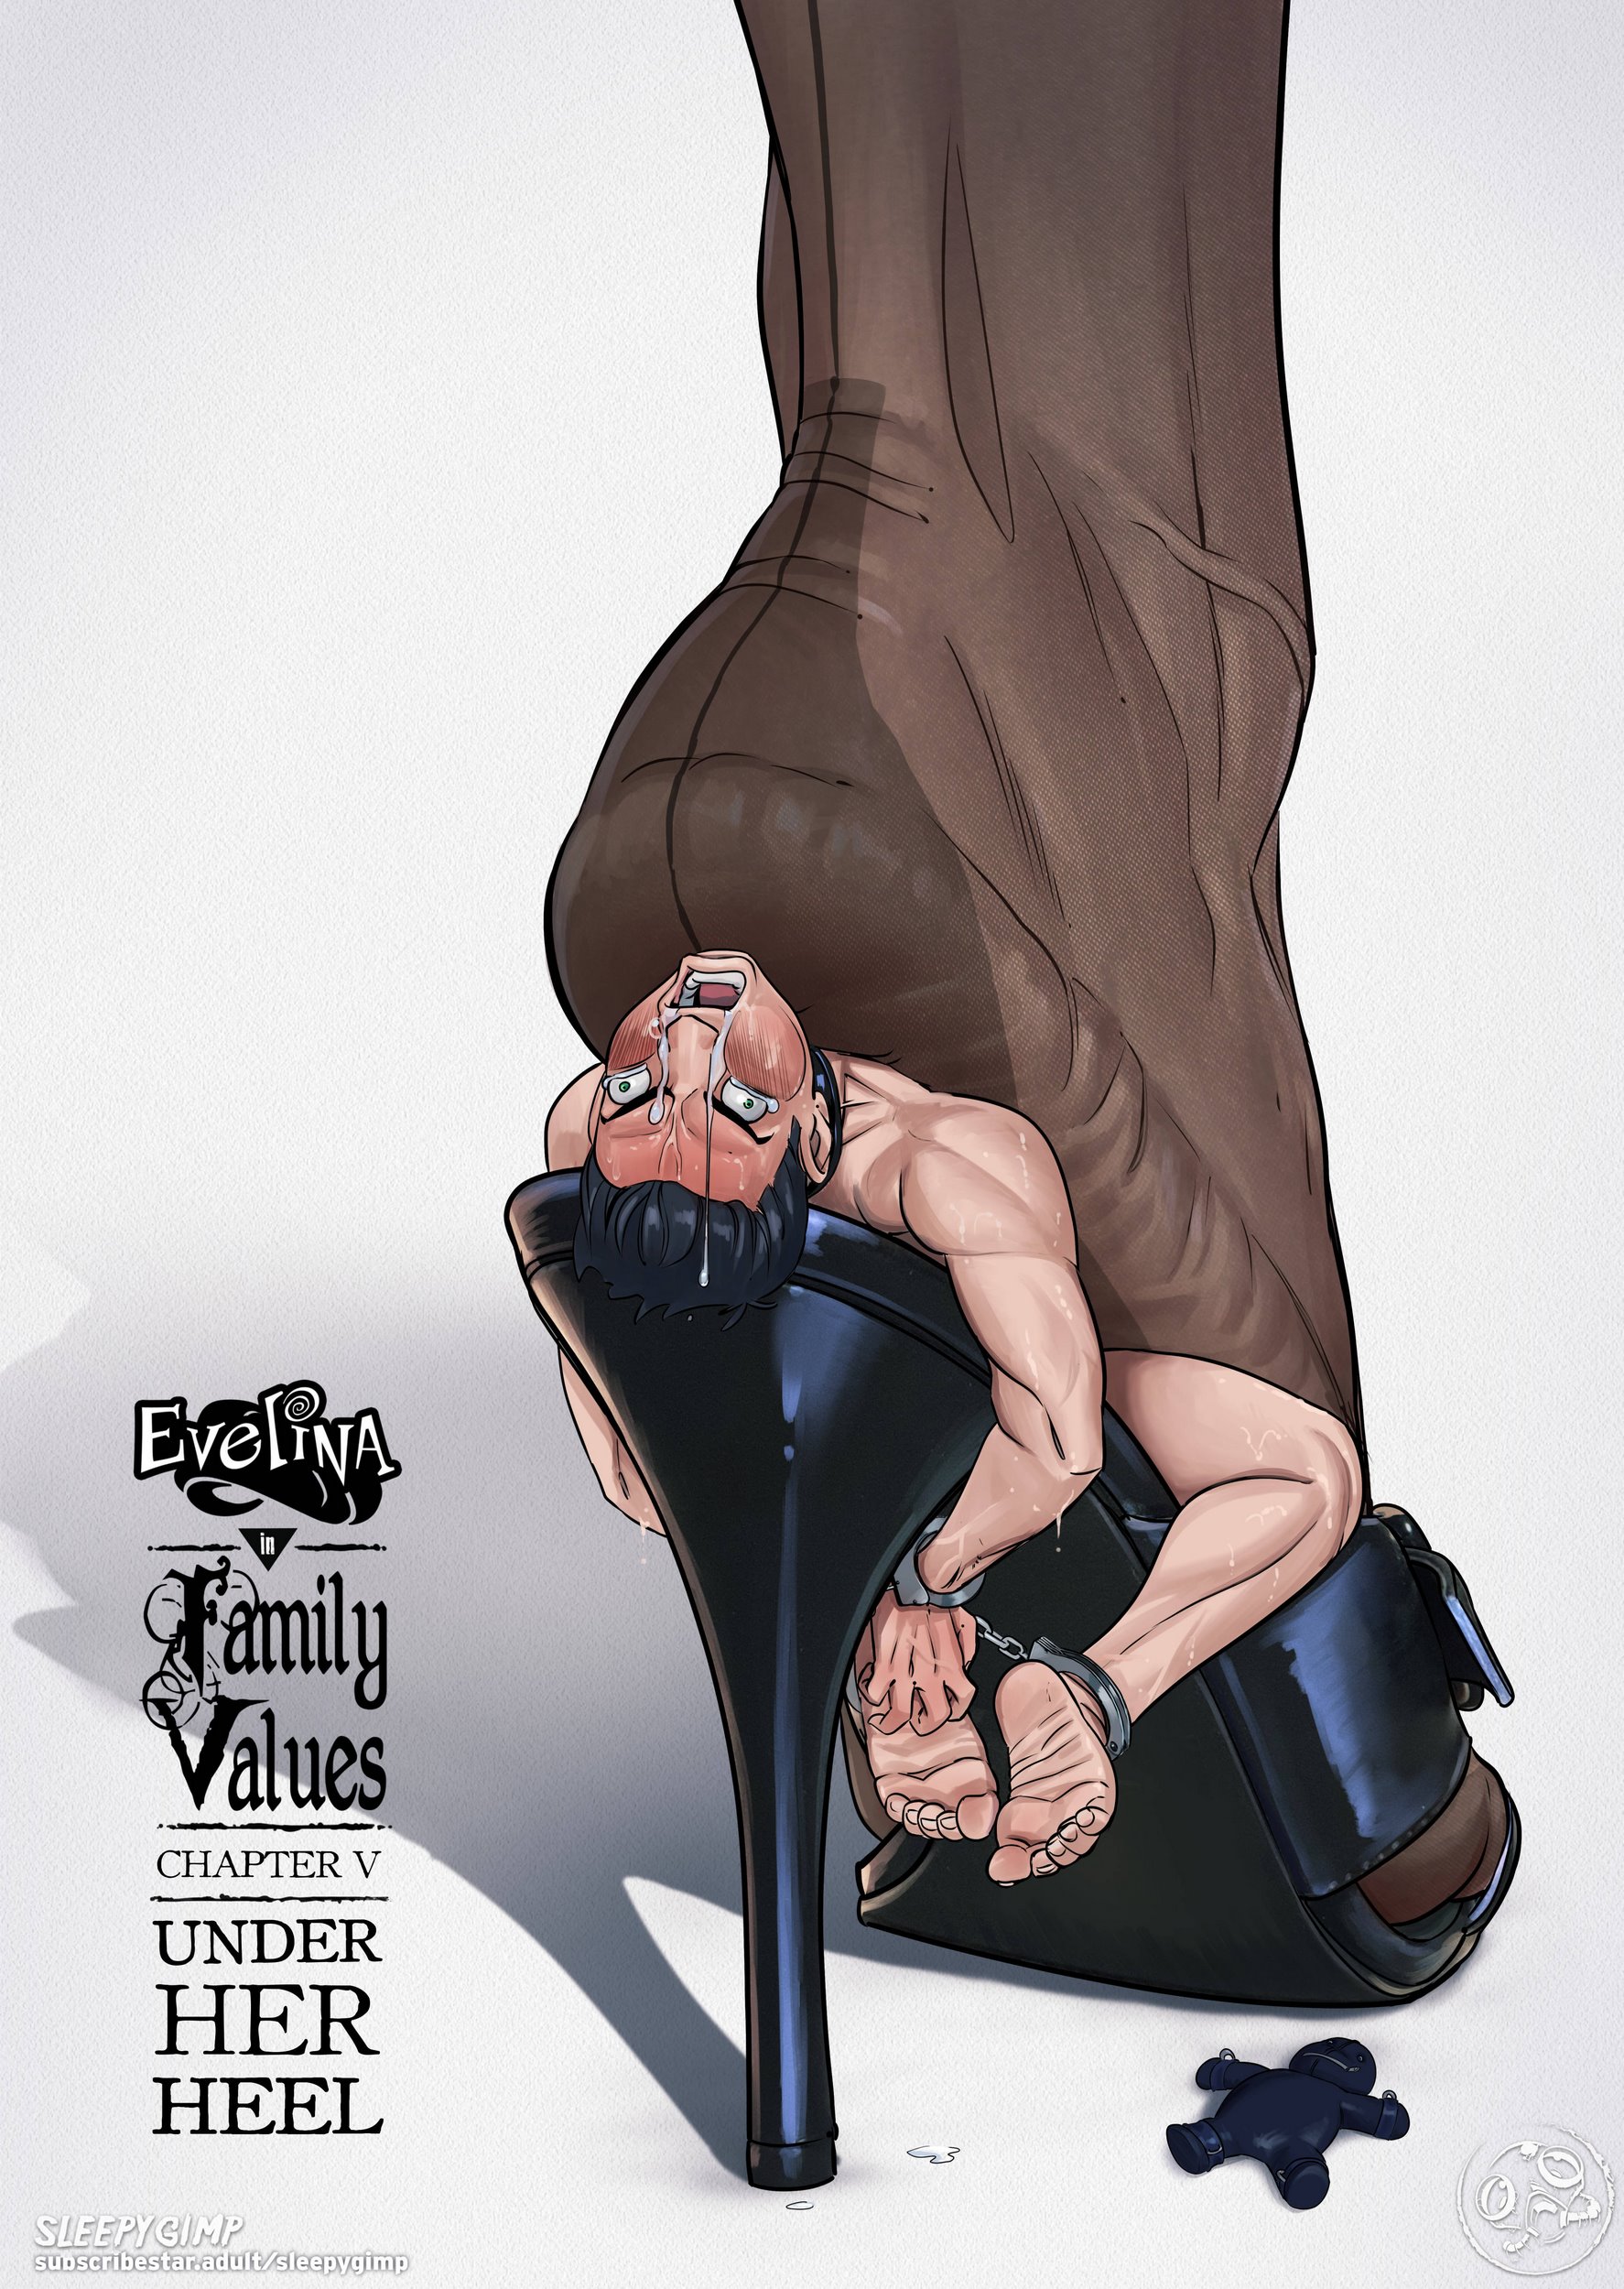 Evelina
in
Family
Values
CHAPTER V
UNDER
HER
HEEL
SLEEPYGIMP
subscribestar.adult/sleepygimp